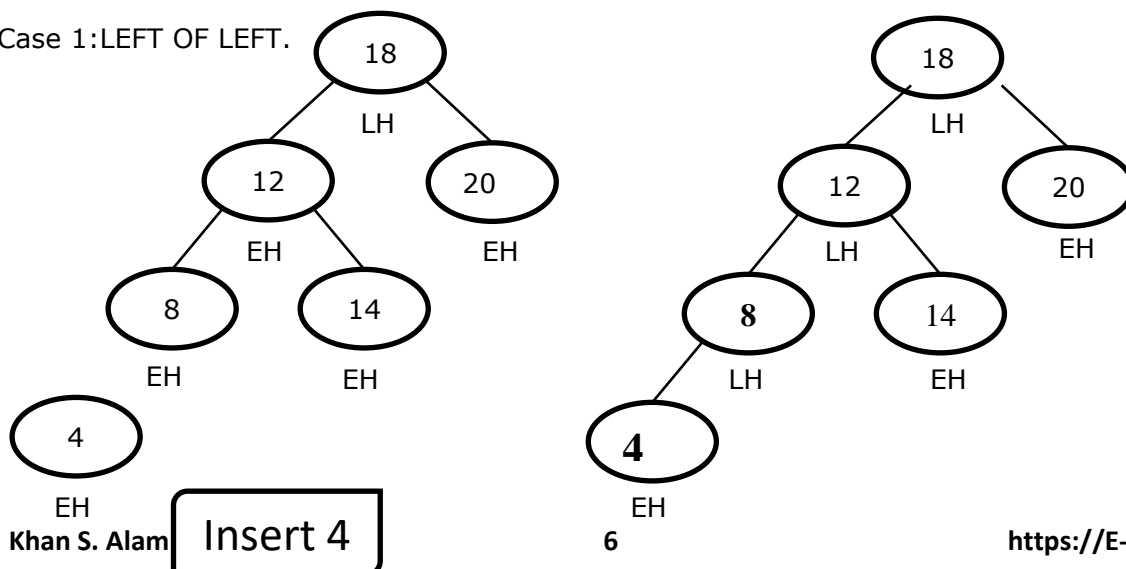 Case 1:LEFT OF LEFT.
18
LH
12
20
EH
EH
8
14
EH
EH
4
EH
18
LH
12
20
LH
EH
8
14
LH
EH
4
EH
Khan S. Alam
Insert 4
6
https://E-